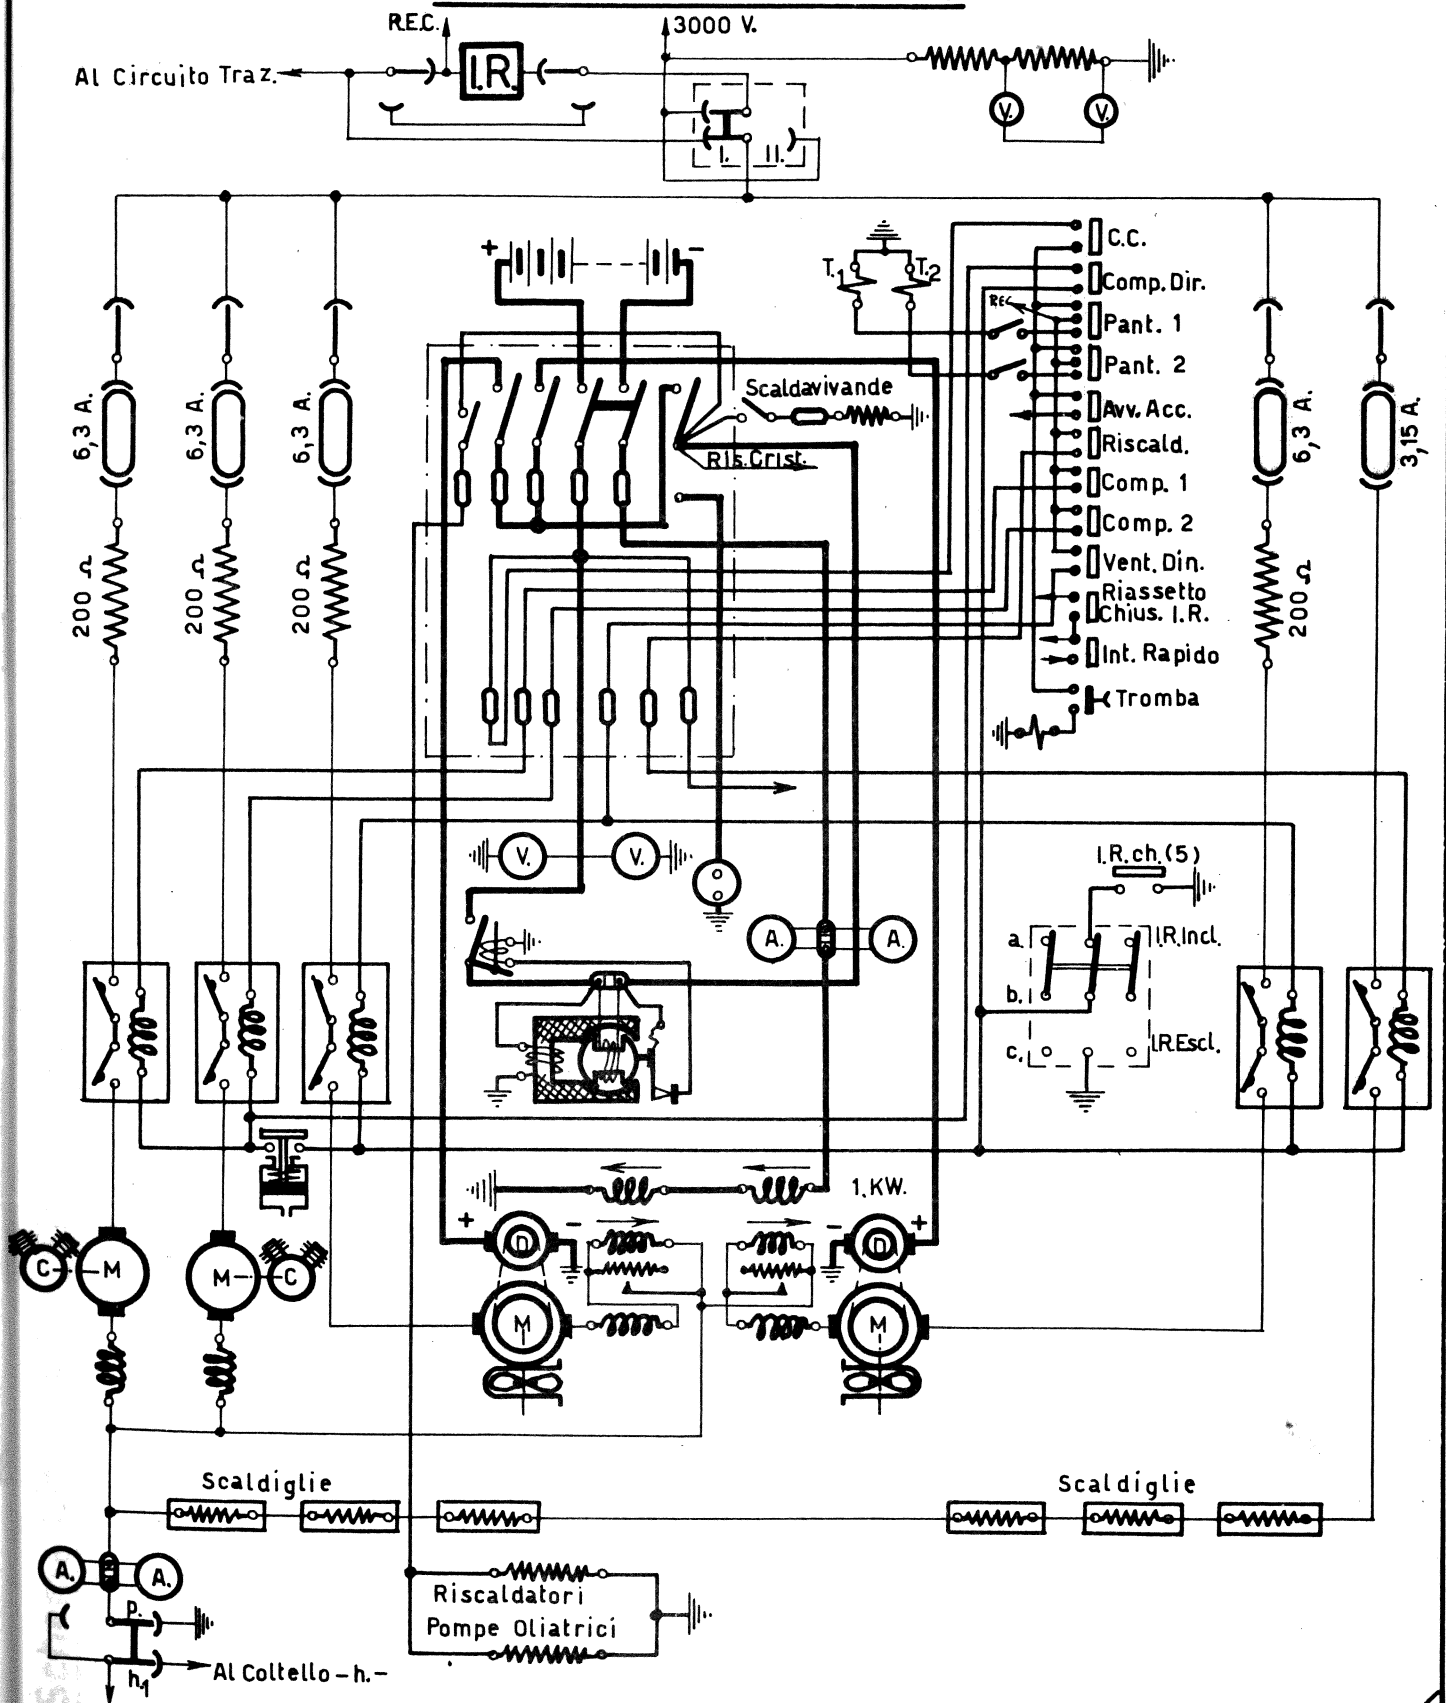 R.E.C.
3000 V.
Al Circuito Traz.
I.R.
V.
V.
I.
II.
+
-
T.1
T.2
C.C.
Comp. Dir.
REC
Pant. 1
Pant. 2
Scaldavivande
Avv. Acc.
Riscald.
Ris. Crist.
Comp. 1
Comp. 2
Vent. Din.
Riassetto
Chius. I.R.
Int. Rapido
Tromba
6,3 A.
6,3 A.
6,3 A.
6,3 A.
3,15 A.
200 Ω
200 Ω
200 Ω
200 Ω
V.
V.
I.R. ch. (5)
A.
A.
a.
I.R. Incl.
b.
c.
I.R. Escl.
1. KW.
+
D
-
-
D
+
C
M
M
C
M
M
Scaldiglie
Scaldiglie
A.
A.
Riscaldatori
Pompe Oliatrici
p.
h1
Al Coltello - h. -